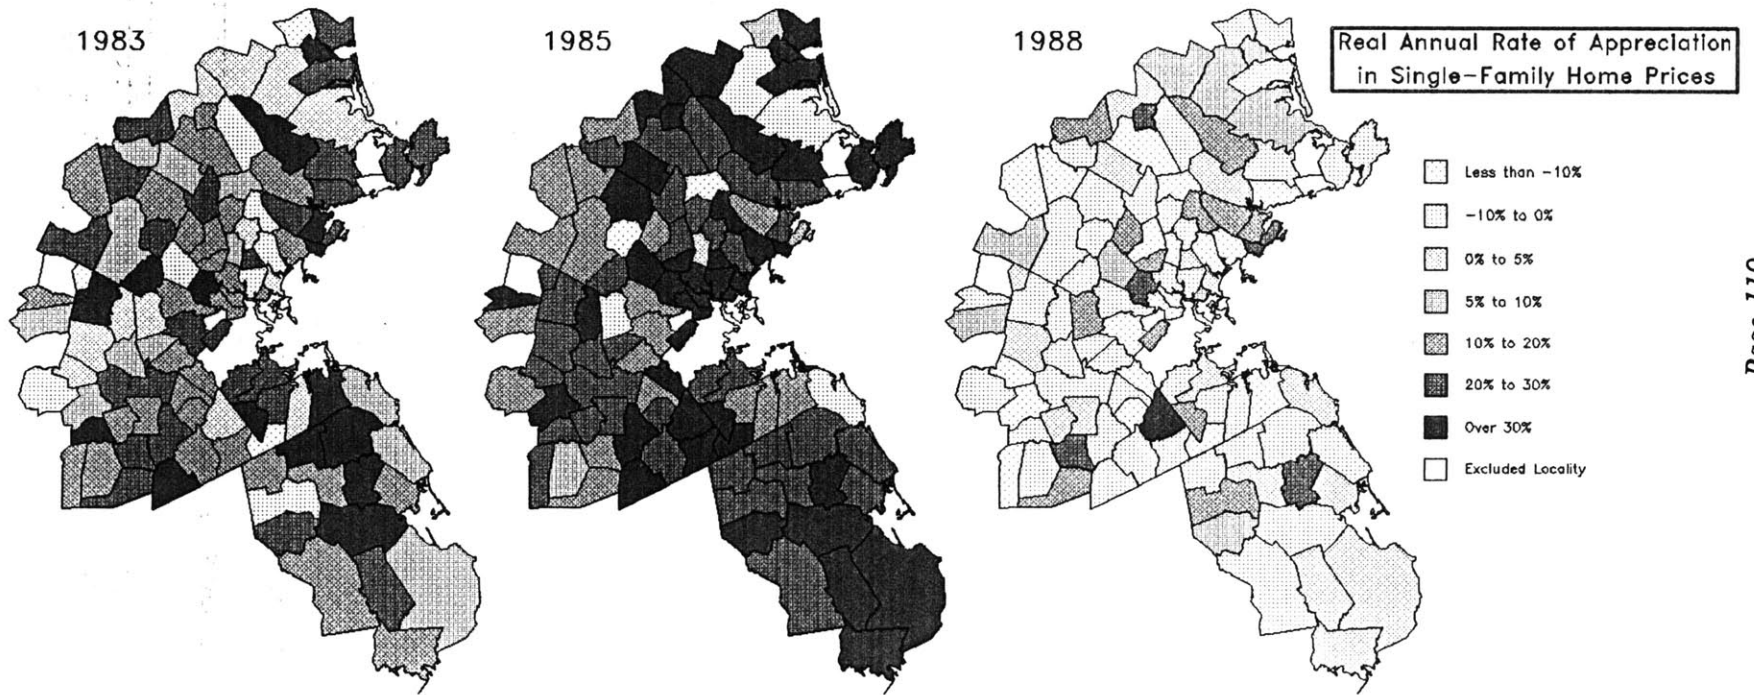 1983
1985
1988
Real Annual Rate of Appreciation
in Single-Family Home Prices
Less than -10%
-10% to 0%
0% to 5%
5% to 10%
10% to 20%
20% to 30%
Over 30%
Excluded Locality